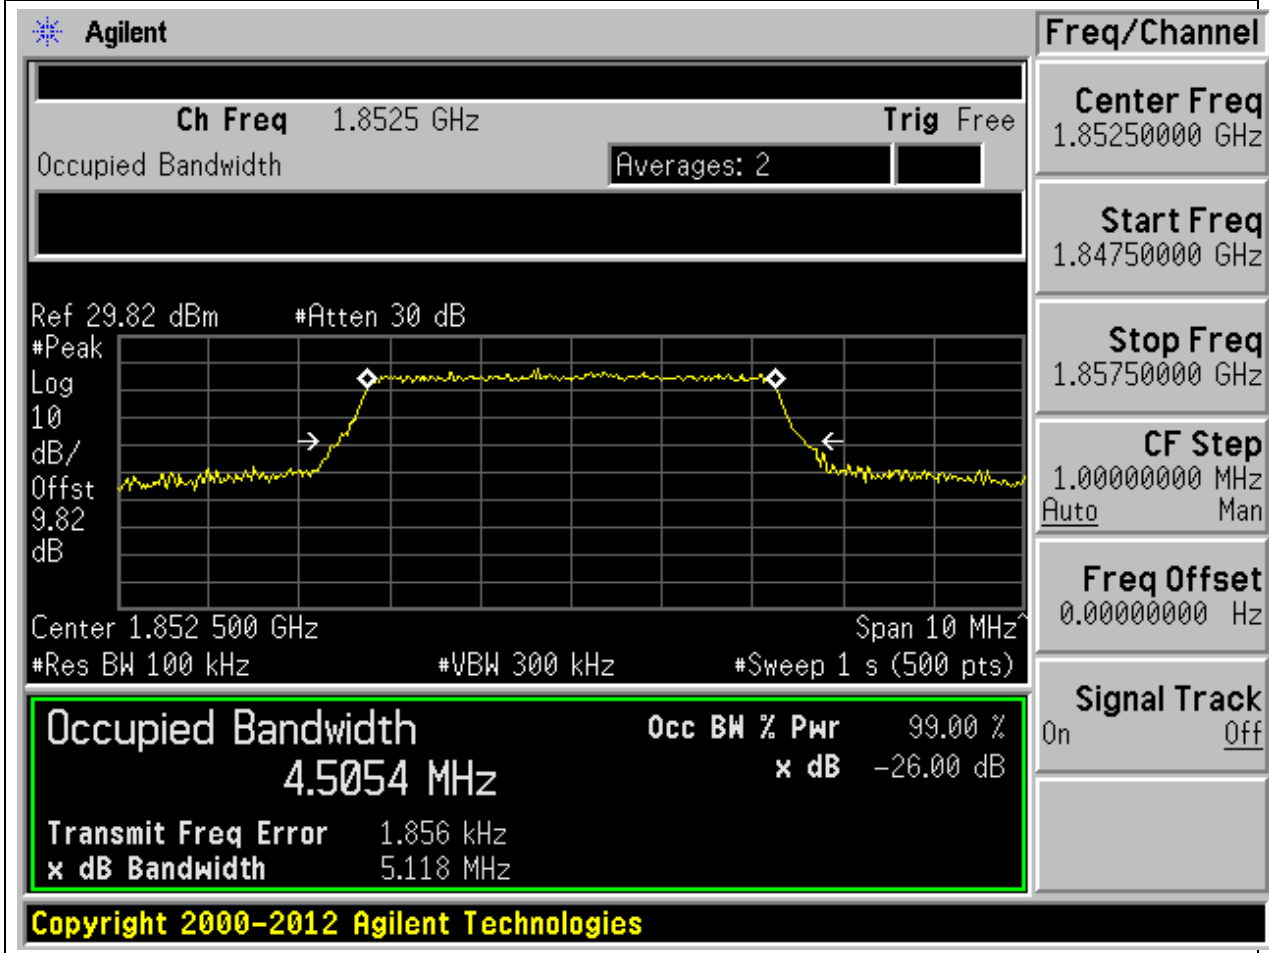 Agilent
Freq/Channel
Ch Freq 1.8525 GHz Trig Free
Occupied Bandwidth Averages: 2
Center Freq
1.85250000 GHz
Start Freq
1.84750000 GHz
Stop Freq
1.85750000 GHz
CF Step
1.00000000 MHz
Auto Man
Freq Offset
0.00000000 Hz
Signal Track
On Off
Ref 29.82 dBm #Atten 30 dB
#Peak
Log
10
dB/
Offst
9.82
dB
Center 1.852 500 GHz Span 10 MHz^
#Res BW 100 kHz #VBW 300 kHz #Sweep 1 s (500 pts)
Occupied Bandwidth Occ BW % Pwr 99.00 %
4.5054 MHz x dB -26.00 dB
Transmit Freq Error 1.856 kHz
x dB Bandwidth 5.118 MHz
Copyright 2000-2012 Agilent Technologies